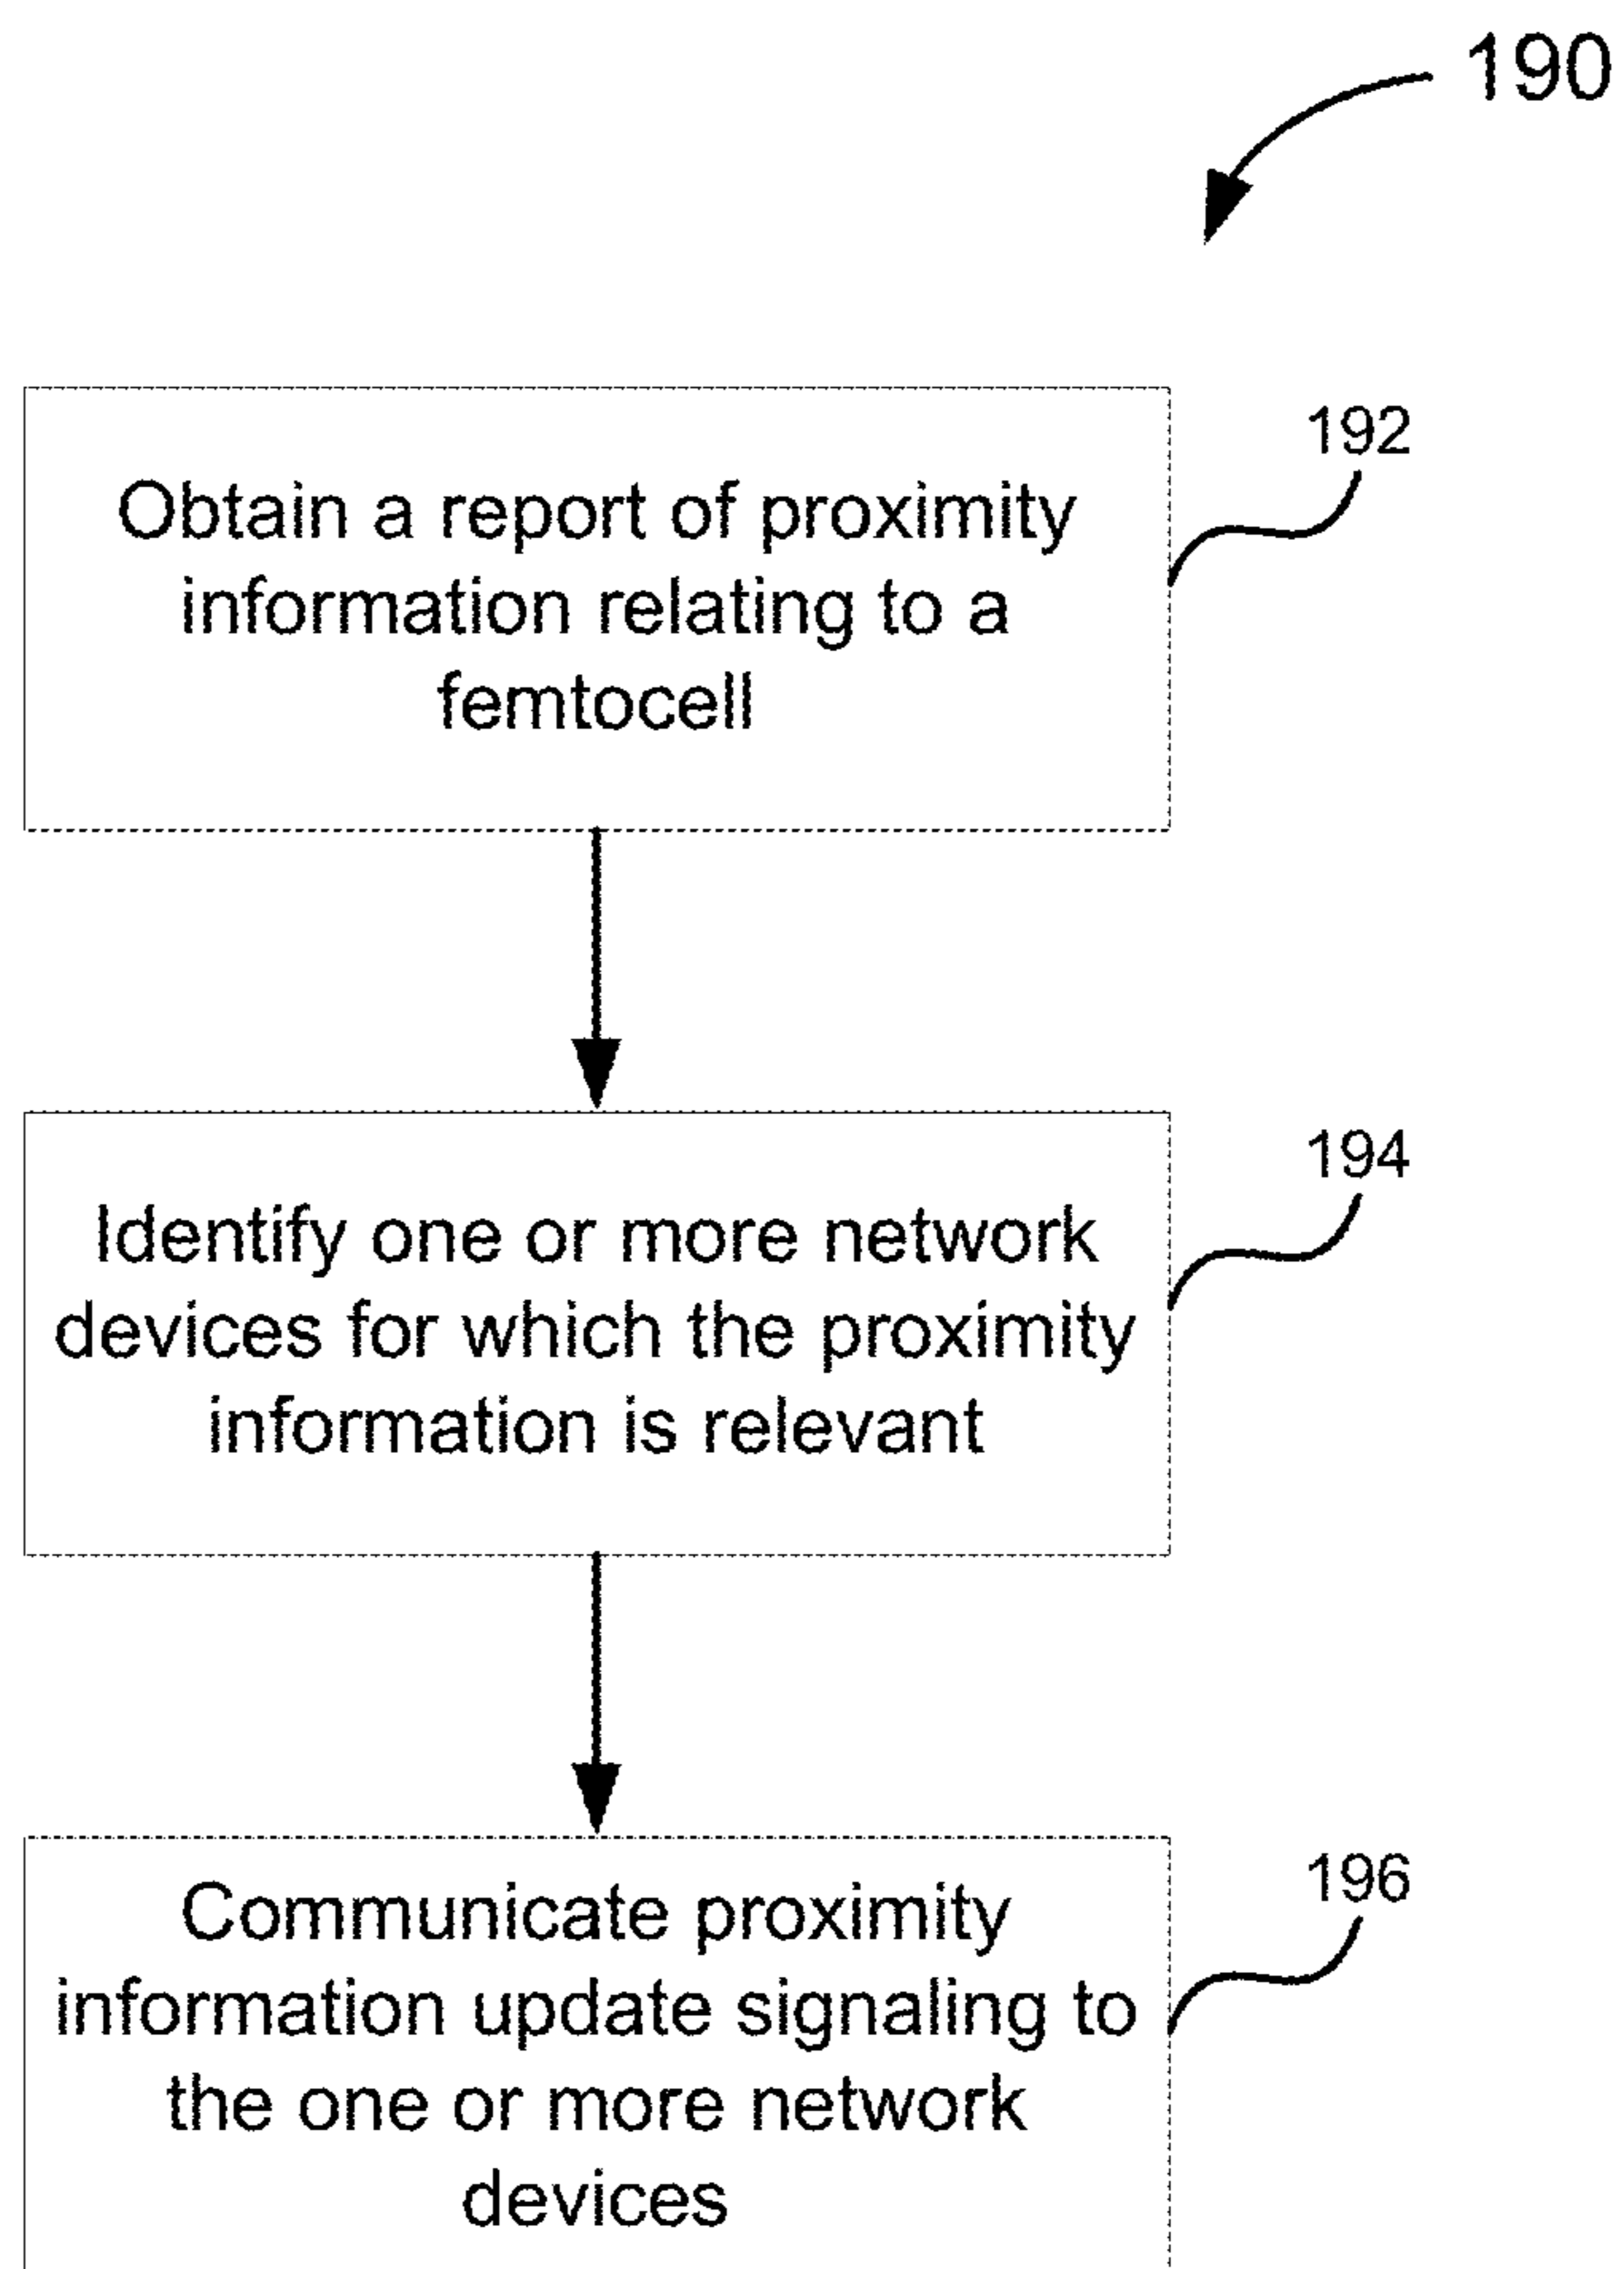 190
Obtain a report of proximity
information relating to a
femtocell
192
Identify one or more network
devices for which the proximity
information is relevant
194
Communicate proximity
information update signaling to
the one or more network
devices
196